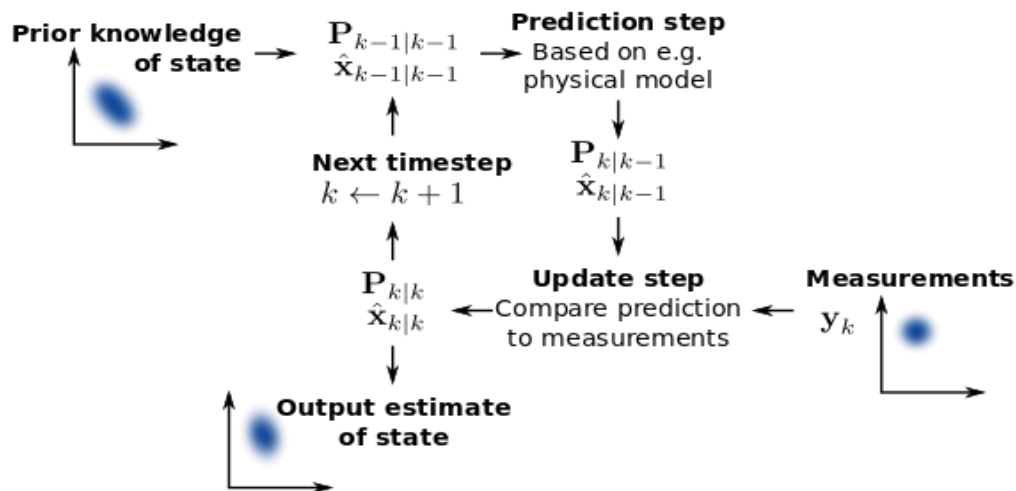 Prior knowledge
of state
P_{k−1|k−1}
x̂_{k−1|k−1}
Prediction step
Based on e.g.
physical model
P_{k|k−1}
x̂_{k|k−1}
Next timestep
k ← k + 1
Update step
Compare prediction
to measurements
Measurements
y_k
P_{k|k}
x̂_{k|k}
Output estimate
of state